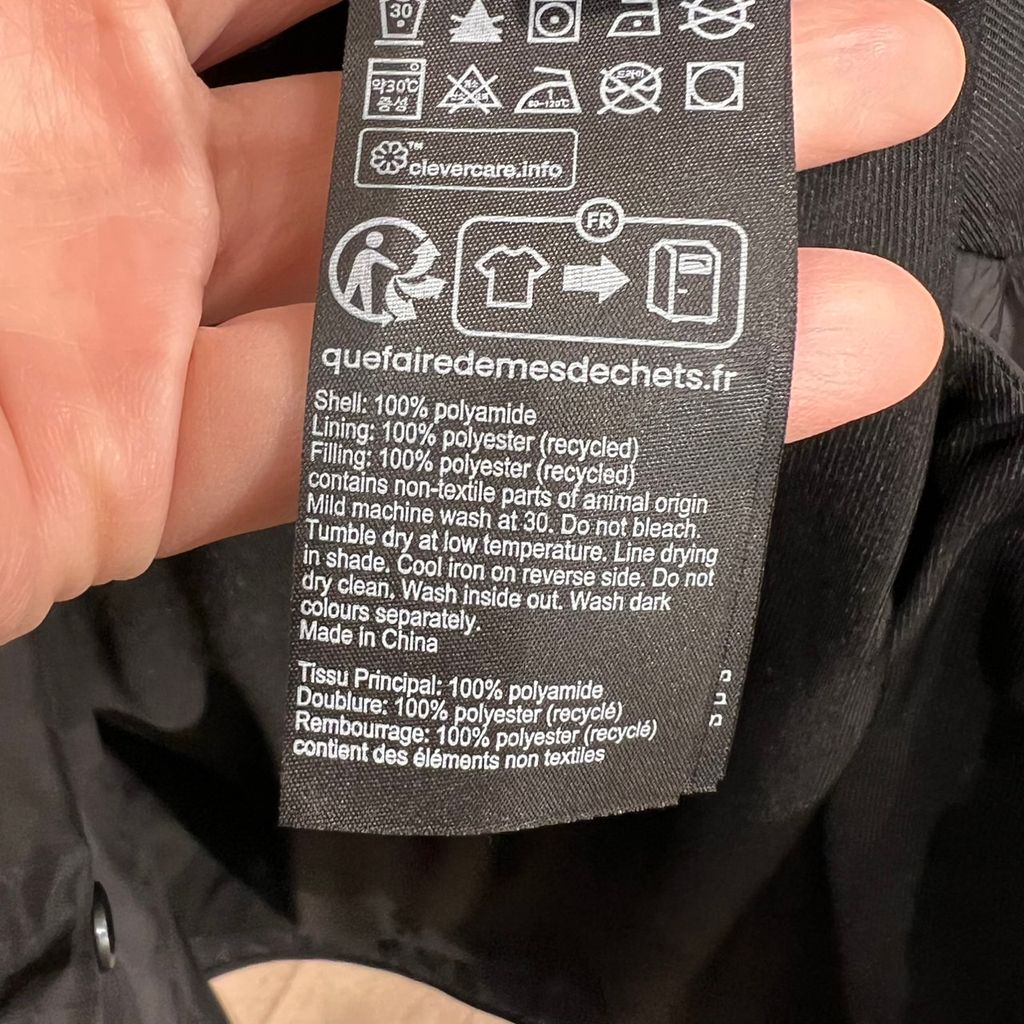 30
약30℃
중성
60~120℃
드라이
™
clevercare.info
FR
quefairedemesdechets.fr
Shell: 100% polyamide
Lining: 100% polyester (recycled)
Filling: 100% polyester (recycled)
contains non-textile parts of animal origin
Mild machine wash at 30. Do not bleach.
Tumble dry at low temperature. Line drying
in shade. Cool iron on reverse side. Do not
dry clean. Wash inside out. Wash dark
colours separately.
Made in China
Tissu Principal: 100% polyamide
Doublure: 100% polyester (recyclé)
Rembourrage: 100% polyester (recyclé)
contient des éléments non textiles